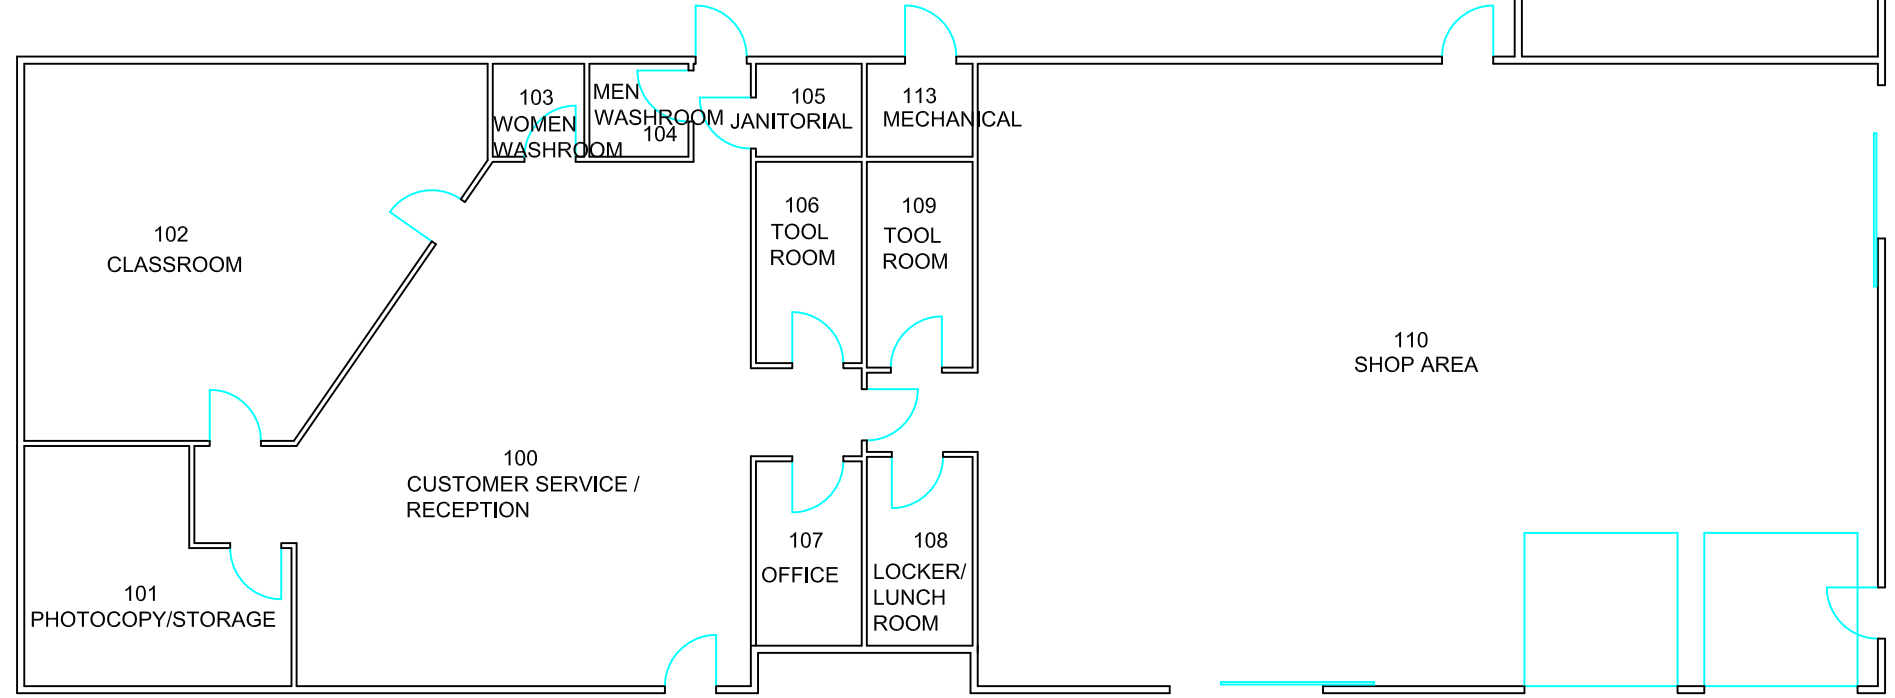 103
WOMEN
WASHROOM
MEN
WASHROOM
104
105
JANITORIAL
113
MECHANICAL
102
CLASSROOM
106
TOOL
ROOM
109
TOOL
ROOM
110
SHOP AREA
100
CUSTOMER SERVICE /
RECEPTION
107
OFFICE
108
LOCKER/
LUNCH
ROOM
101
PHOTOCOPY/STORAGE